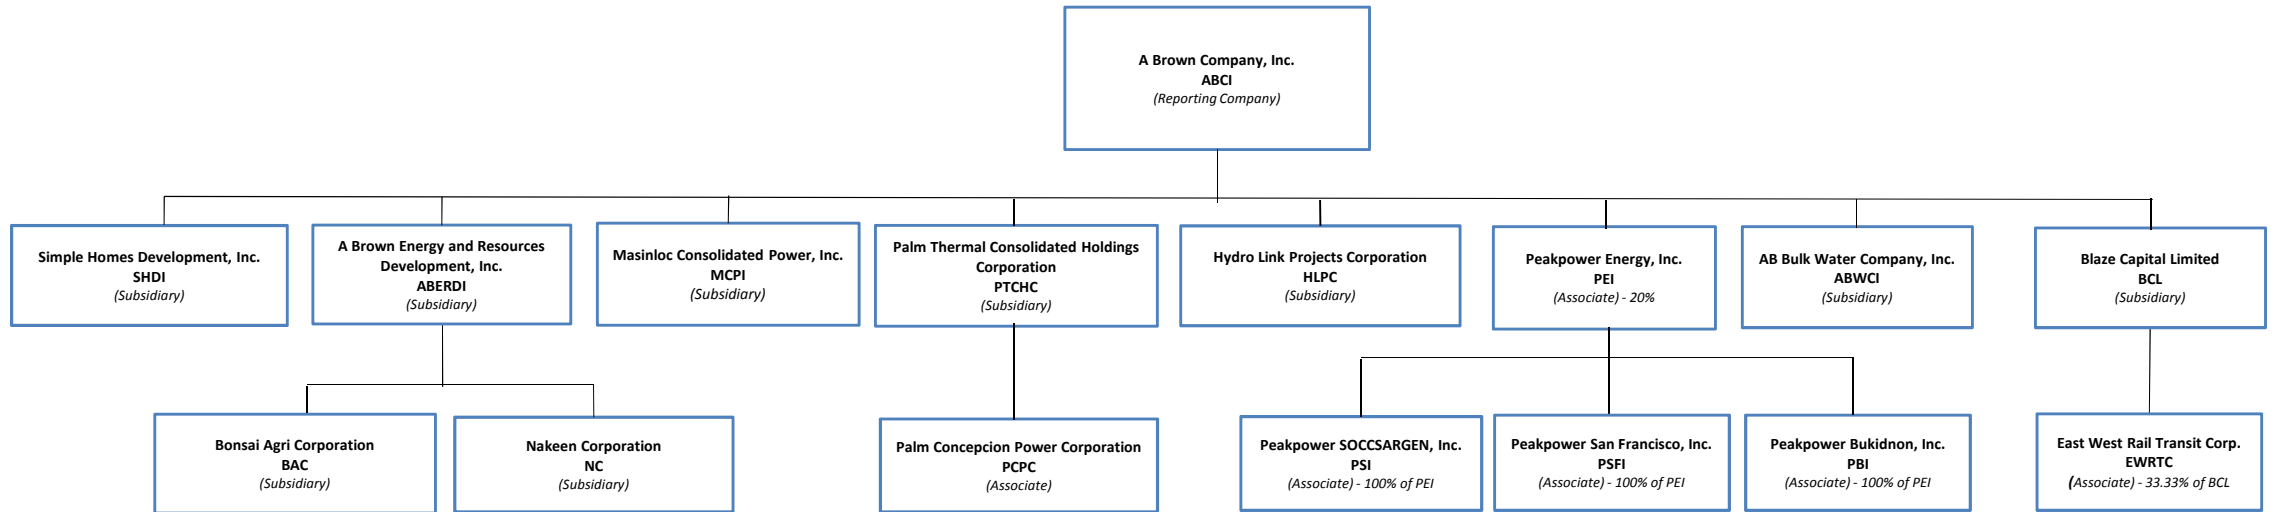 A Brown Company, Inc.
ABCI
(Reporting Company)
Simple Homes Development, Inc.
SHDI
(Subsidiary)
A Brown Energy and Resources
Development, Inc.
ABERDI
(Subsidiary)
Masinloc Consolidated Power, Inc.
MCPI
(Subsidiary)
Palm Thermal Consolidated Holdings
Corporation
PTCHC
(Subsidiary)
Hydro Link Projects Corporation
HLPC
(Subsidiary)
Peakpower Energy, Inc.
PEI
(Associate) - 20%
AB Bulk Water Company, Inc.
ABWCI
(Subsidiary)
Blaze Capital Limited
BCL
(Subsidiary)
Bonsai Agri Corporation
BAC
(Subsidiary)
Nakeen Corporation
NC
(Subsidiary)
Palm Concepcion Power Corporation
PCPC
(Associate)
Peakpower SOCCSARGEN, Inc.
PSI
(Associate) - 100% of PEI
Peakpower San Francisco, Inc.
PSFI
(Associate) - 100% of PEI
Peakpower Bukidnon, Inc.
PBI
(Associate) - 100% of PEI
East West Rail Transit Corp.
EWRTC
(Associate) - 33.33% of BCL